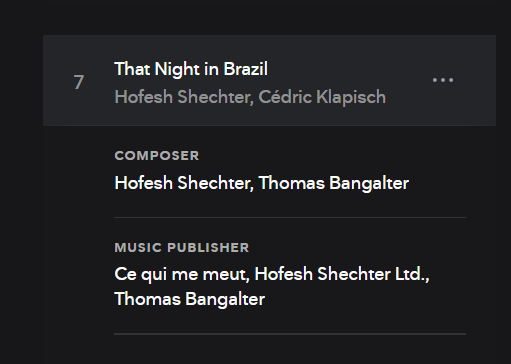 7
That Night in Brazil
Hofesh Shechter, Cédric Klapisch
COMPOSER
Hofesh Shechter, Thomas Bangalter
MUSIC PUBLISHER
Ce qui me meut, Hofesh Shechter Ltd.,
Thomas Bangalter